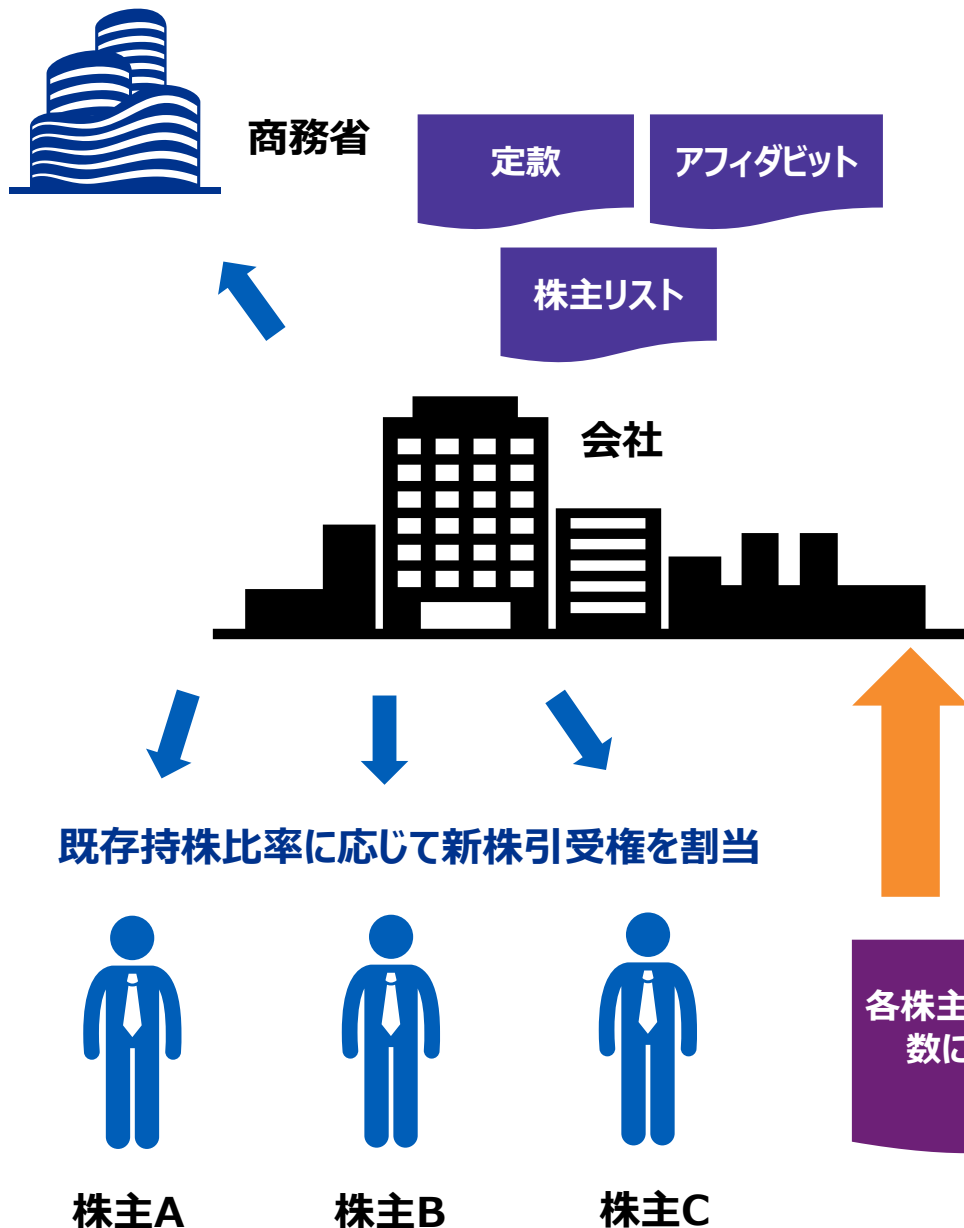 商務省
定款
アフィダビット
株主リスト
会社
既存持株比率に応じて新株引受権を割当
各株主
数に
株主A
株主B
株主C